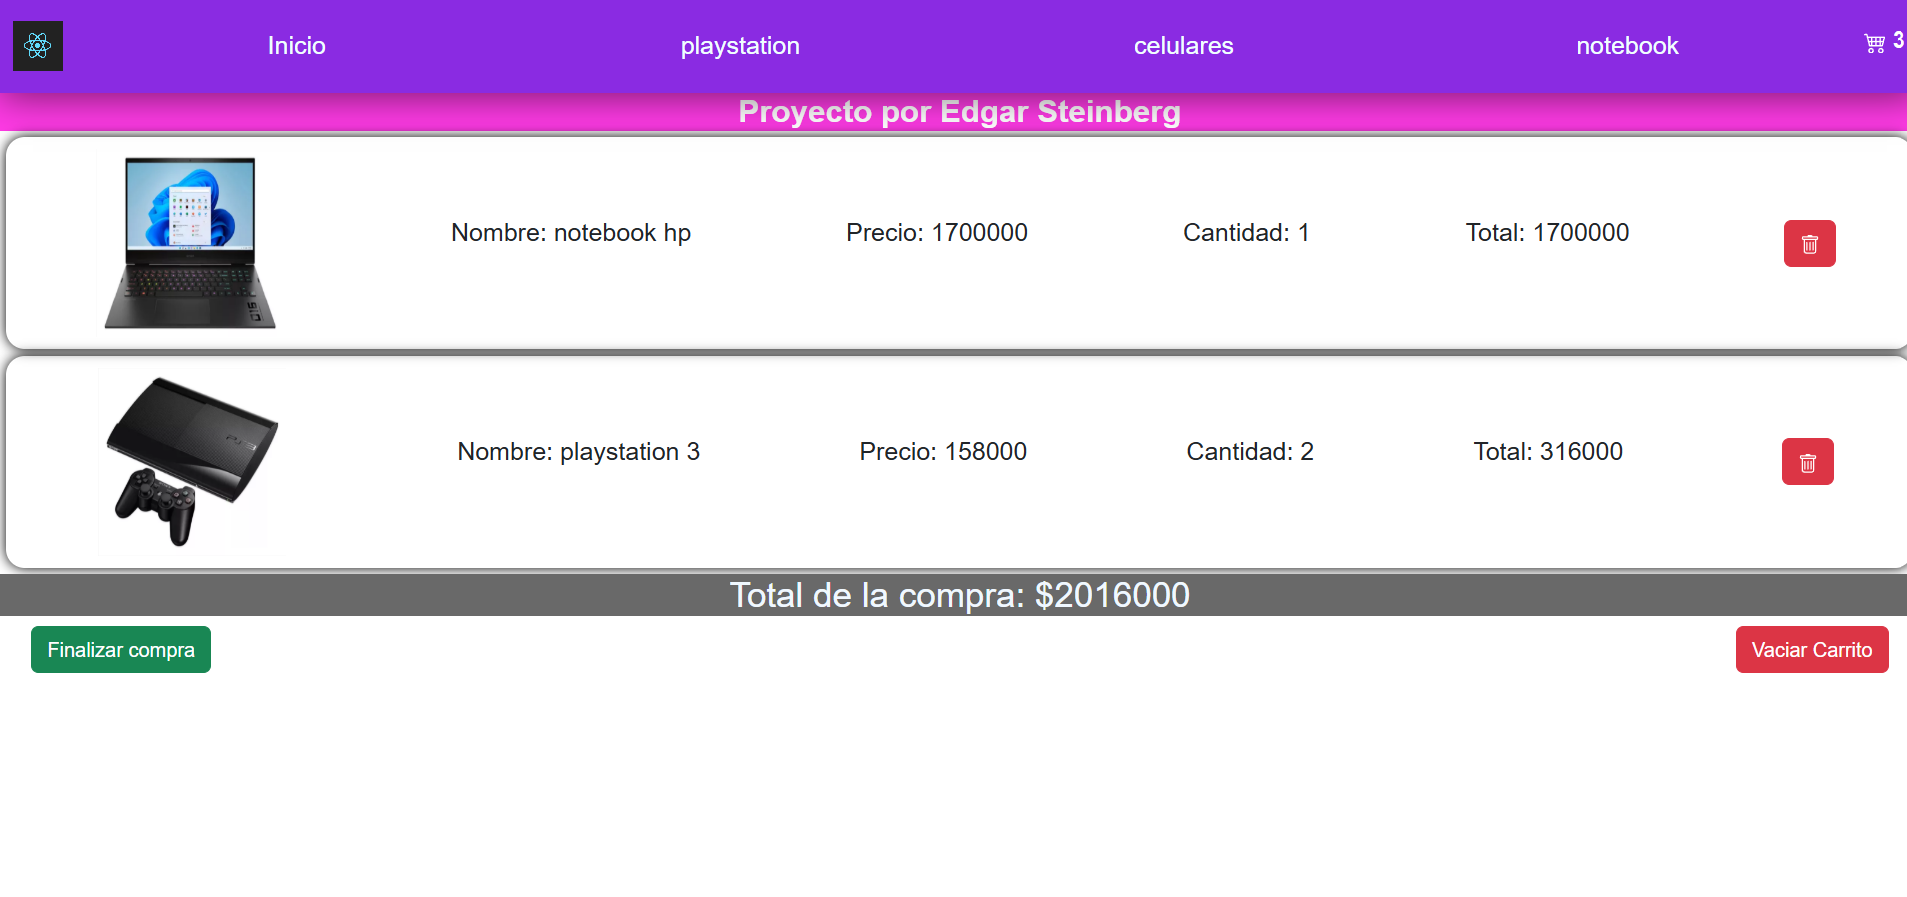 Inicio playstation celulares notebook 3
Proyecto por Edgar Steinberg
Nombre: notebook hp Precio: 1700000 Cantidad: 1 Total: 1700000
Nombre: playstation 3 Precio: 158000 Cantidad: 2 Total: 316000
Total de la compra: $2016000
Finalizar compra Vaciar Carrito